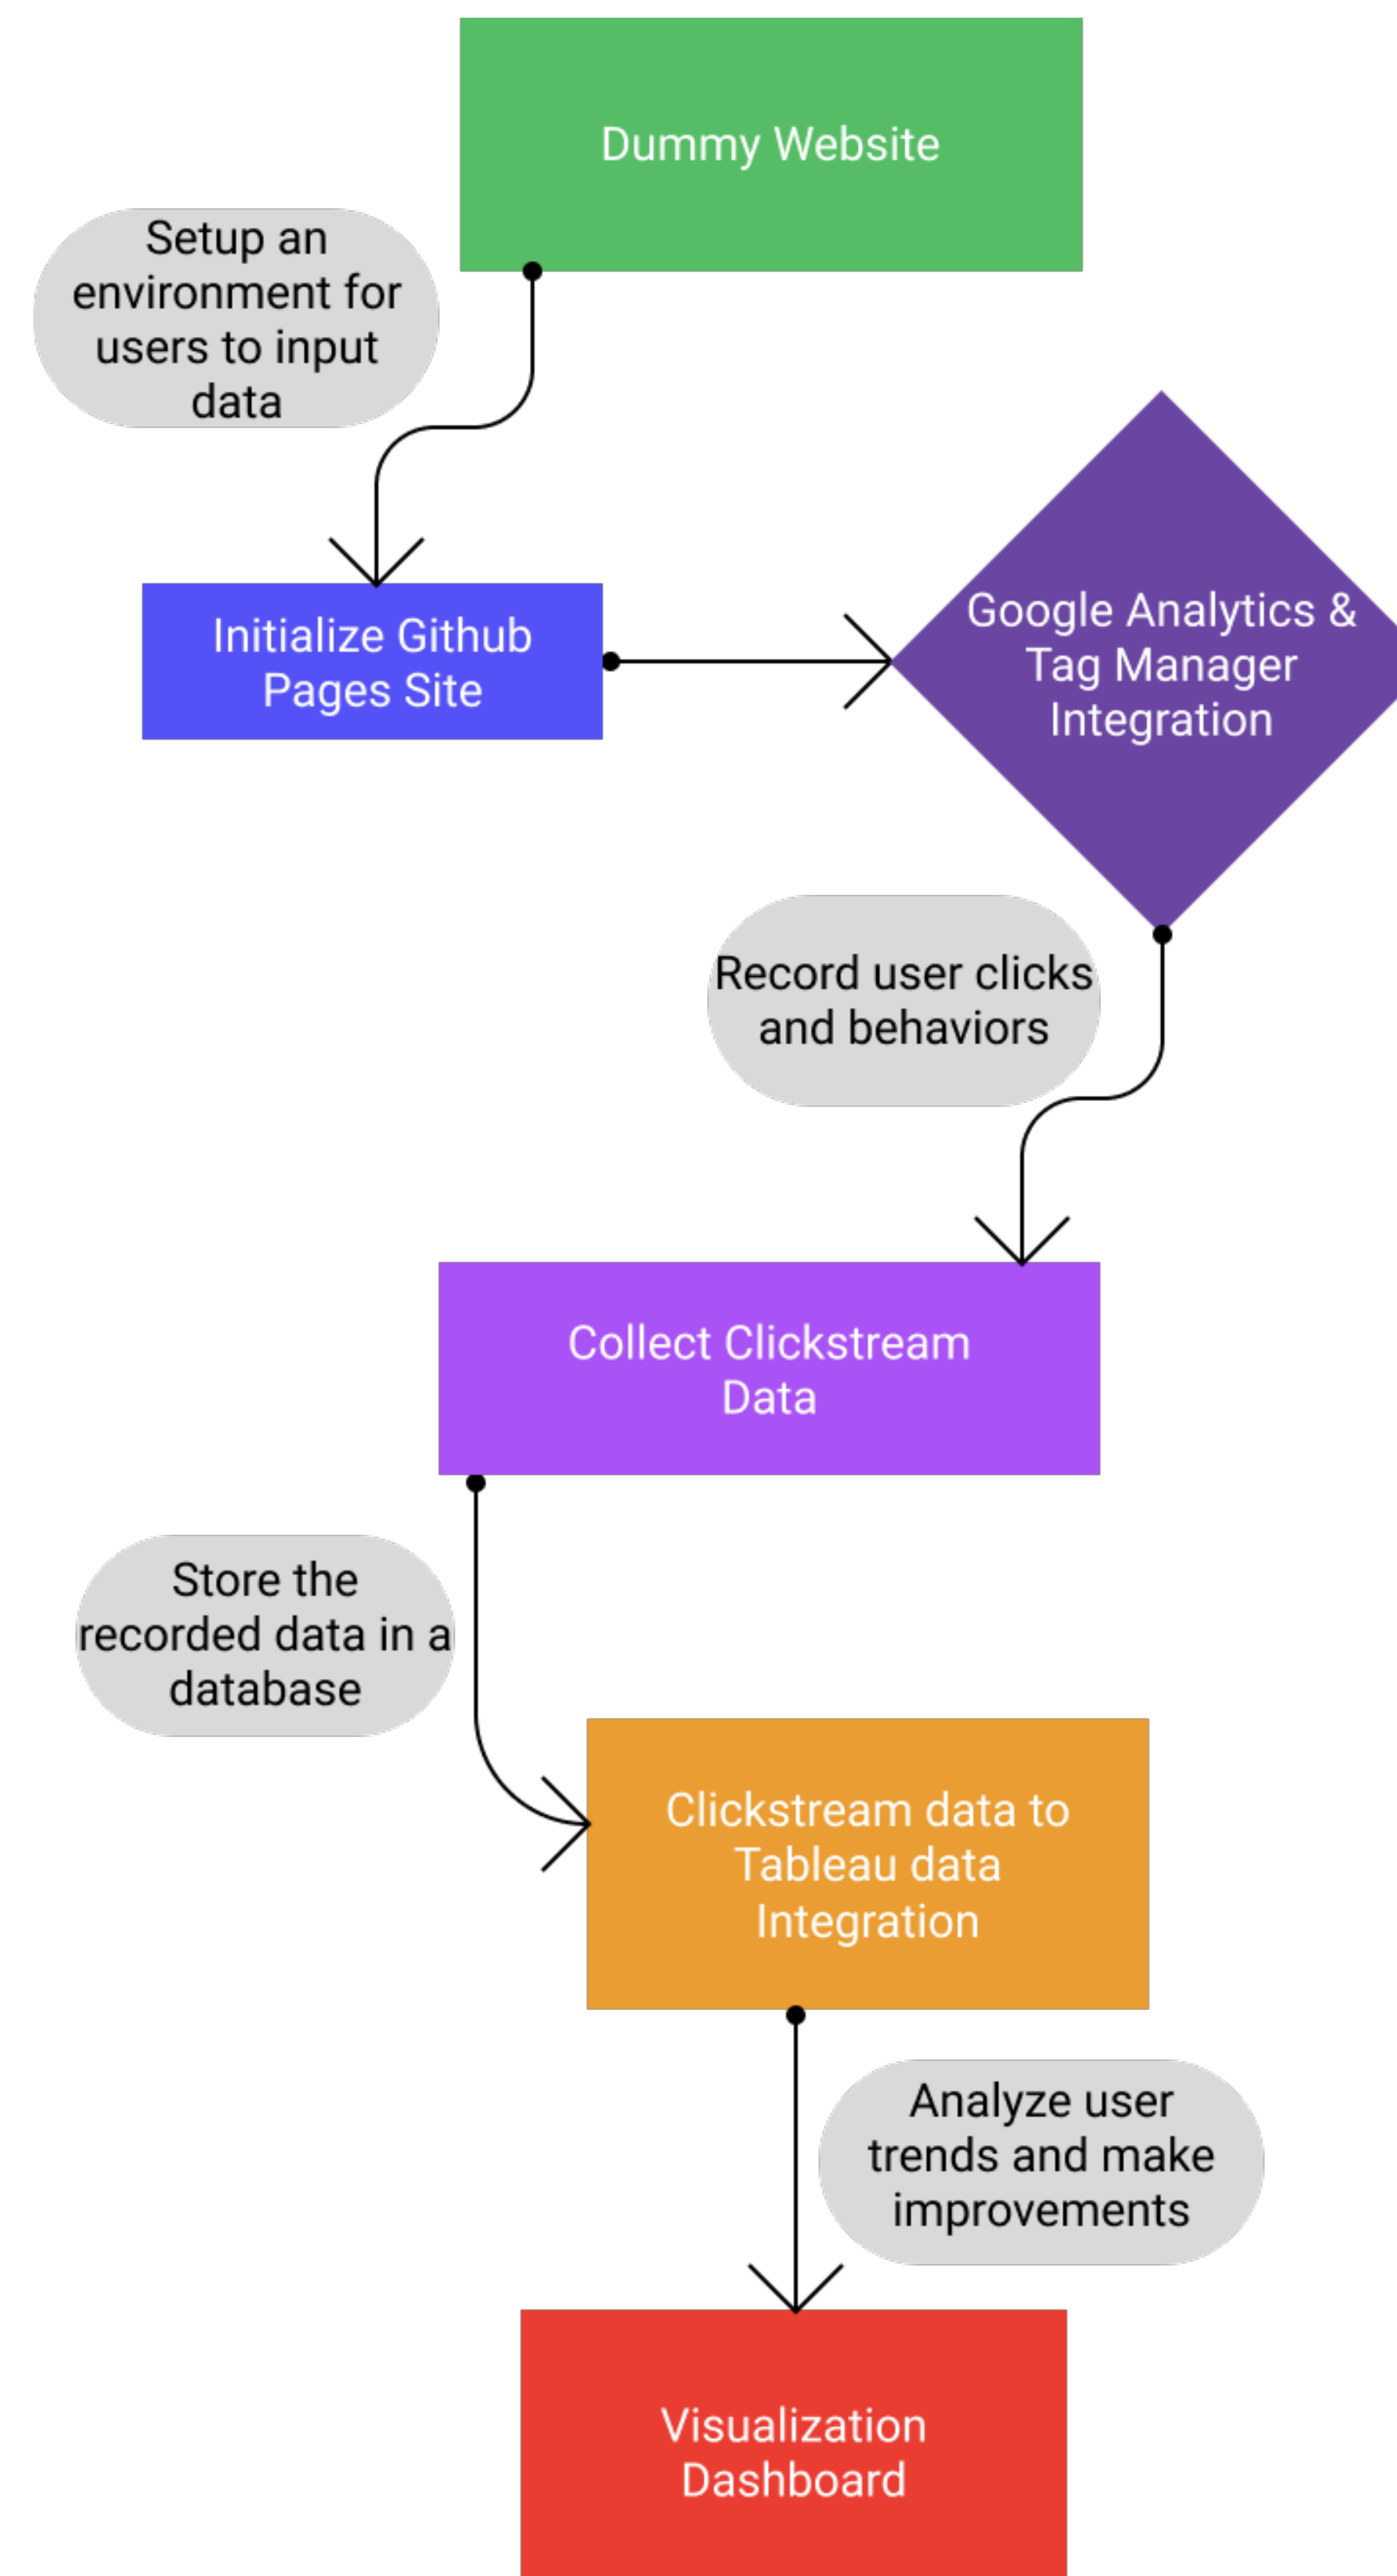 Dummy Website
Setup an
environment for
users to input
data
Initialize Github
Pages Site
Google Analytics &
Tag Manager
Integration
Record user clicks
and behaviors
Collect Clickstream
Data
Store the
recorded data in a
database
Clickstream data to
Tableau data
Integration
Analyze user
trends and make
improvements
Visualization
Dashboard